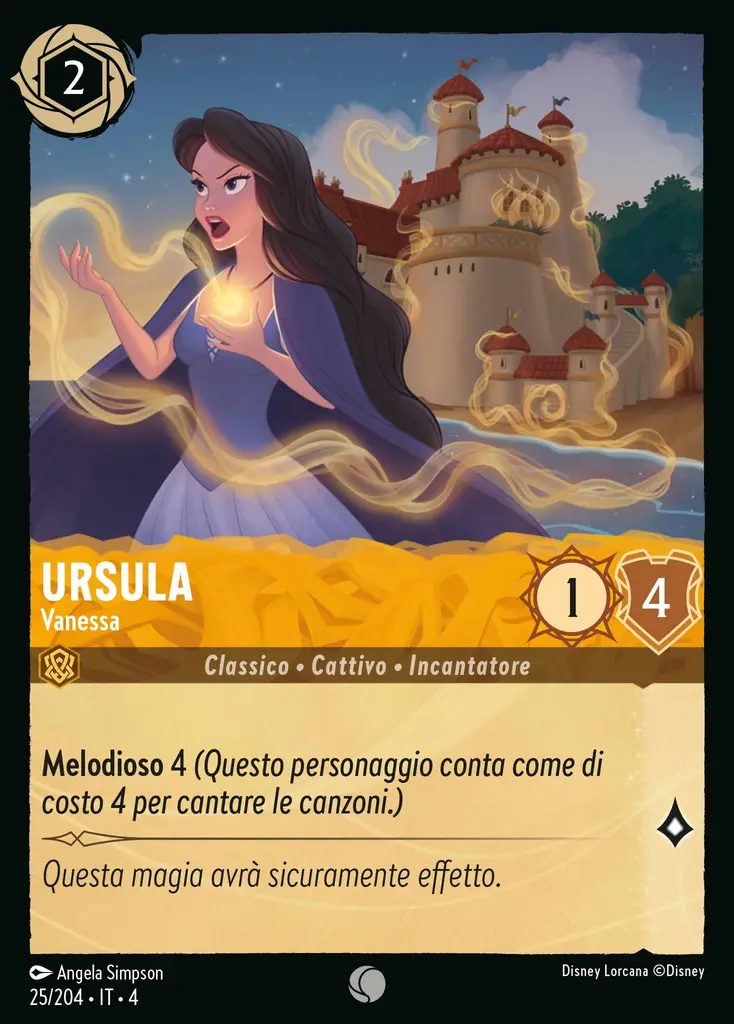 2
URSULA
Vanessa
1
4
Classico • Cattivo • Incantatore
Melodioso 4 (Questo personaggio conta come di
costo 4 per cantare le canzoni.)
Questa magia avrà sicuramente effetto.
Angela Simpson
Disney Lorcana ©Disney
25/204 • IT • 4